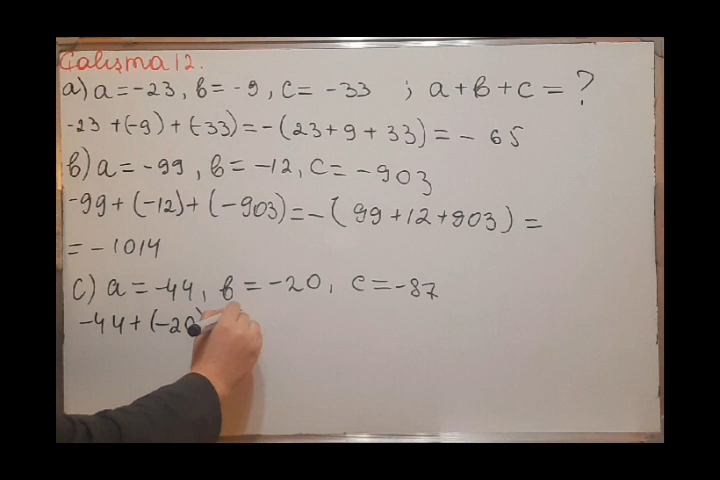 Çalışma 12.
a) a = -23, b = -9, c = -33 ; a+b+c = ?
-23 +(-9) + (-33) = -(23+9+33) = - 65
b) a = -99, b = -12, c = -903
-99 + (-12) + (-903) = -(99+12+903) =
= - 1014
c) a = -44, b = -20, c = -87
-44 + (-20)